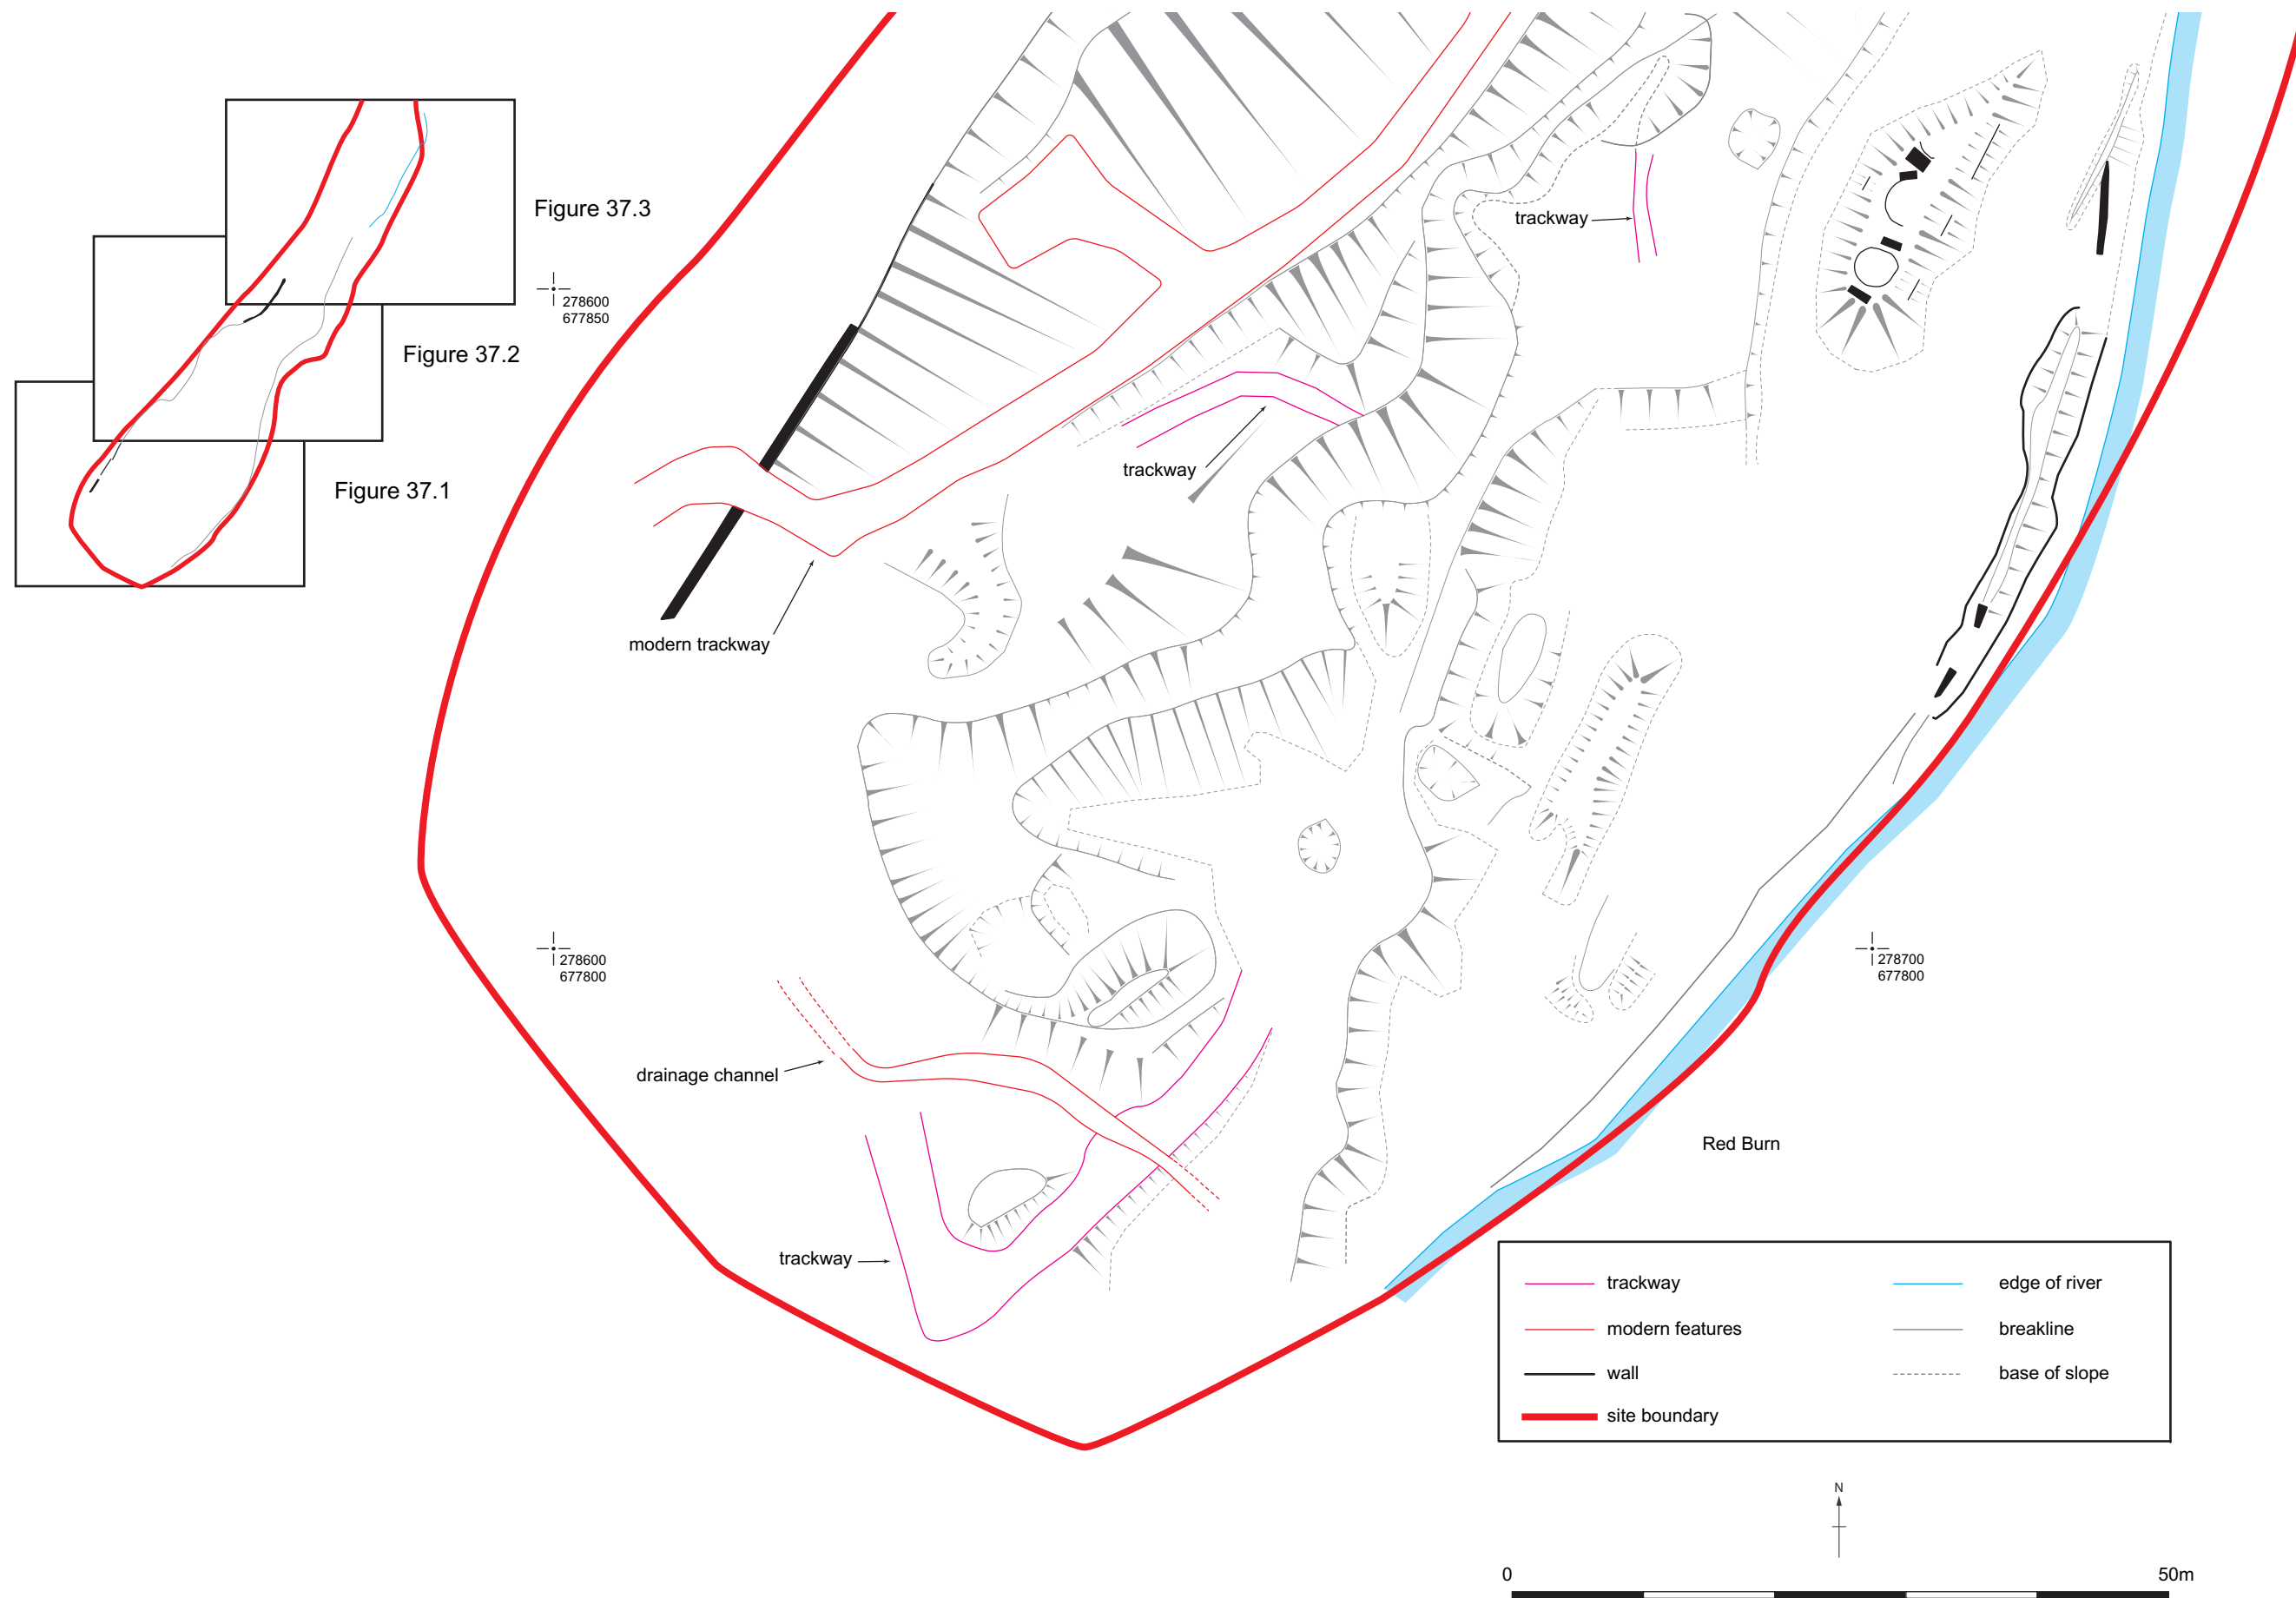 Figure 37.3
Figure 37.2
Figure 37.1
278600
677850
trackway
trackway
modern trackway
278600
677800
278700
677800
drainage channel
Red Burn
trackway
trackway
modern features
wall
site boundary
edge of river
breakline
base of slope
N
0
50m